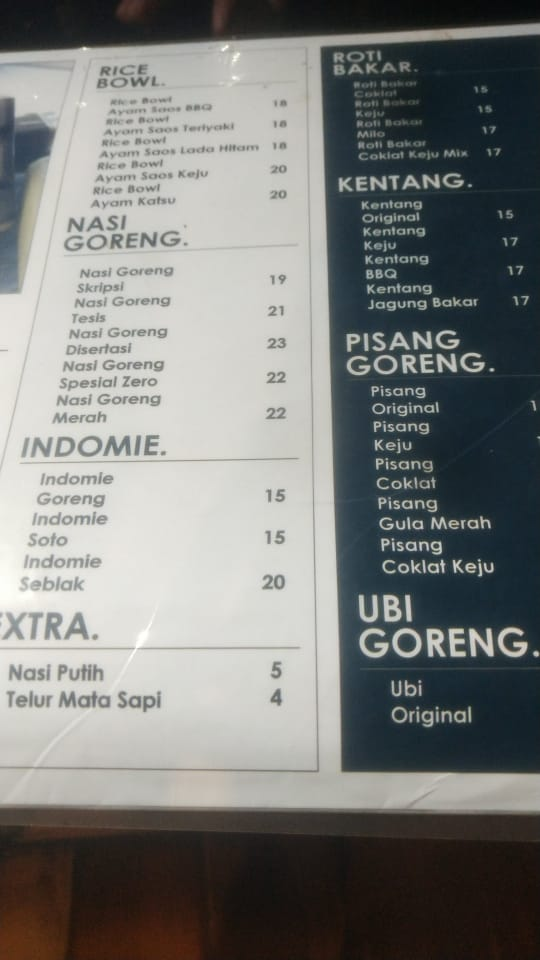 RICE
BOWL.
Rice Bowl
Ayam Saos BBQ 18
Rice Bowl
Ayam Saos Teriyaki 18
Rice Bowl
Ayam Saos Lada Hitam 18
Rice Bowl
Ayam Saos Keju 20
Rice Bowl
Ayam Katsu 20
NASI
GORENG.
Nasi Goreng
Skripsi 19
Nasi Goreng
Tesis 21
Nasi Goreng
Disertasi 23
Nasi Goreng
Spesial Zero 22
Nasi Goreng
Merah 22
INDOMIE.
Indomie
Goreng 15
Indomie
Soto 15
Indomie
Seblak 20
EXTRA.
Nasi Putih 5
Telur Mata Sapi 4
ROTI
BAKAR.
Roti Bakar
Coklat 15
Roti Bakar
Keju 15
Roti Bakar
Milo 17
Roti Bakar
Coklat Keju Mix 17
KENTANG.
Kentang
Original 15
Kentang
Keju 17
Kentang
BBQ 17
Kentang
Jagung Bakar 17
PISANG
GORENG.
Pisang
Original
Pisang
Keju
Pisang
Coklat
Pisang
Gula Merah
Pisang
Coklat Keju
UBI
GORENG.
Ubi
Original